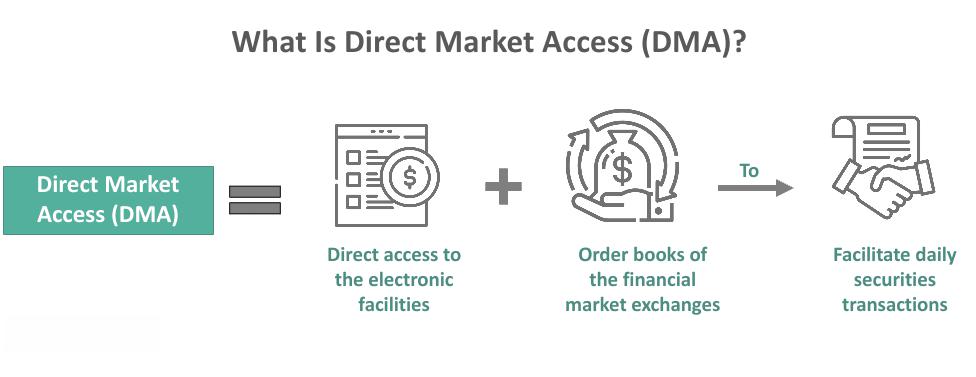 What Is Direct Market Access (DMA)?
Direct Market
Access (DMA)
$
Direct access to
the electronic
facilities
$
Order books of
the financial
market exchanges
To
Facilitate daily
securities
transactions